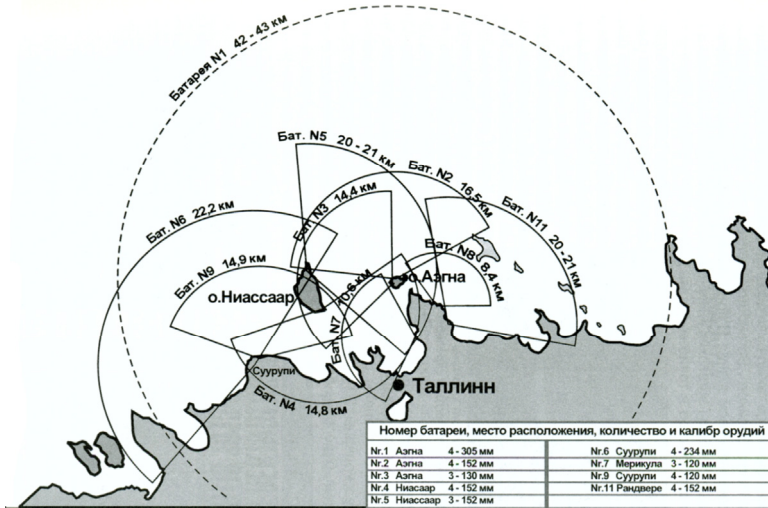 Батарея N1 42 - 43 км
Бат. N5 20 - 21 км
Бат. N2 16,5 км
Бат. N3 14,4 км
Бат. N11 20 - 21 км
Бат. N6 22,2 км
Бат. N8 8,4 км
Бат. N9 14,9 км
о.Аэгна
о.Ниассаар
Бат. N7 10,6 км
Суурупи
Таллинн
Бат. N4 14,8 км
Номер батареи, место расположения, количество и калибр орудий
Nr.1 Аэгна 4 - 305 мм
Nr.2 Аэгна 4 - 152 мм
Nr.3 Аэгна 4 - 130 мм
Nr.4 Ниасаар 4 - 152 мм
Nr.5 Ниассаар 3 - 152 мм
Nr.6 Суурупи 4 - 234 мм
Nr.7 Мерикула 3 - 120 мм
Nr.9 Суурупи 4 - 120 мм
Nr.11 Рандвере 4 - 152 мм